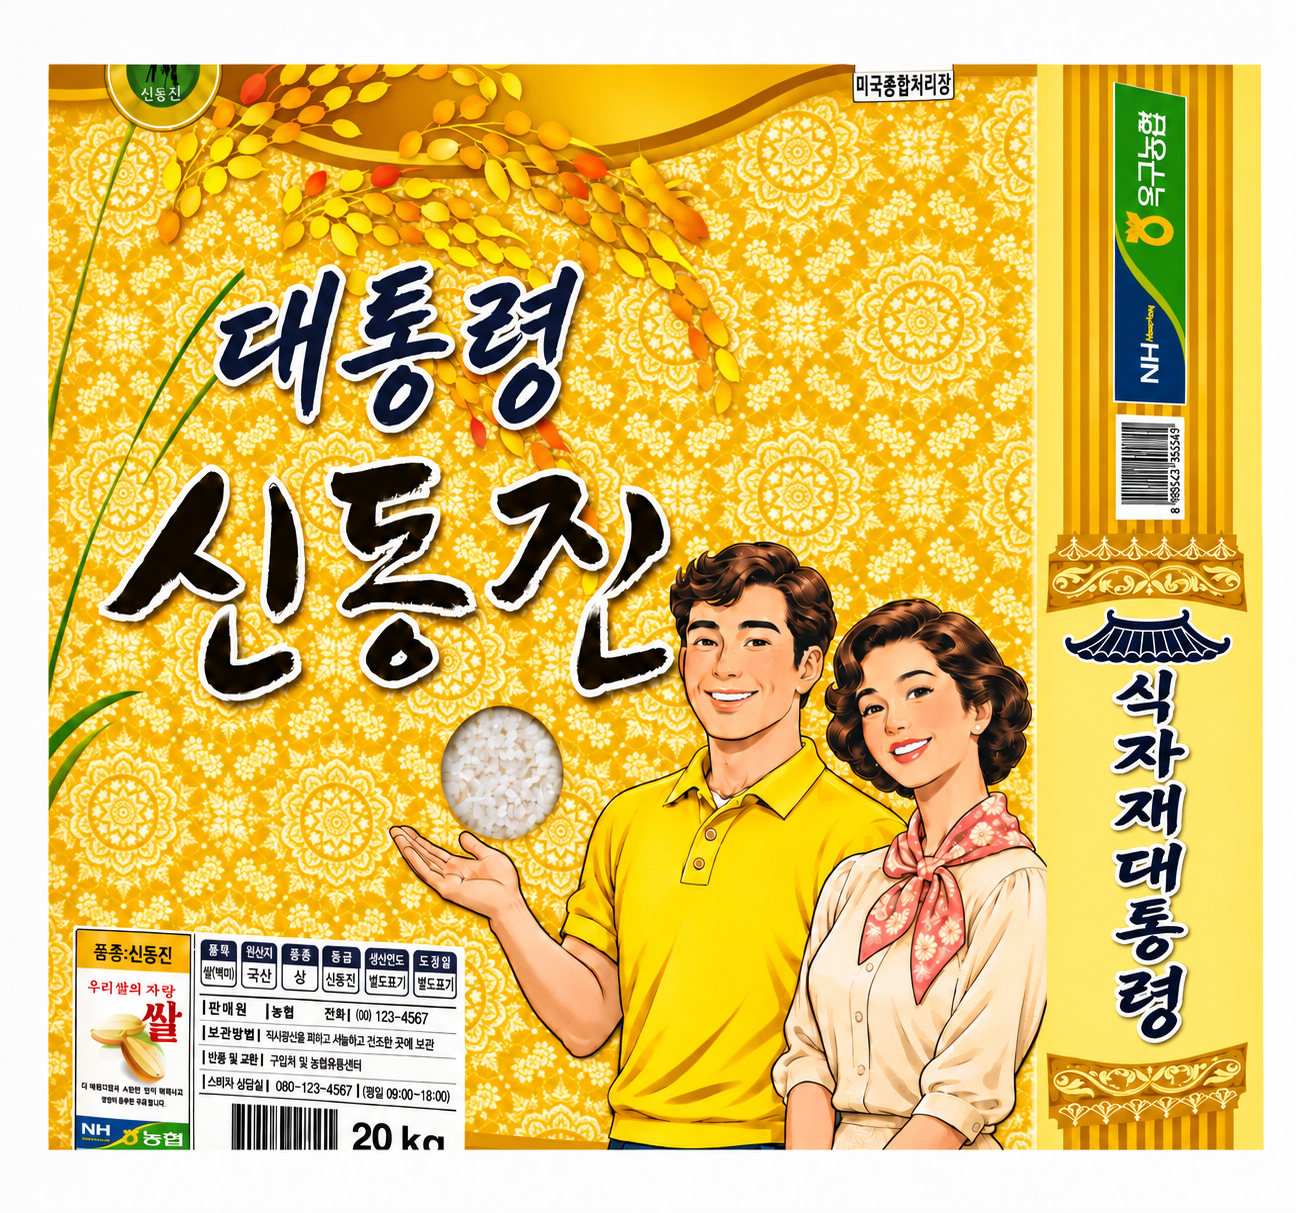 신동진
미국종합처리장
대통령
신동진
품종:신동진
우리쌀의 자랑
쌀
NH 농협
품목 원산지 품종 등급 생산연도 도정일
쌀(백미) 국산 상 신동진 별도표기 별도표기
판매원 농협 전화 (00) 123-4567
보관방법 직사광선을 피하고 서늘하고 건조한 곳에 보관
반품 및 교환 구입처 및 농협유통센터
소비자 상담실 080-123-4567 (평일 09:00~18:00)
20 kg
옥구농협
NH
식자재대통령